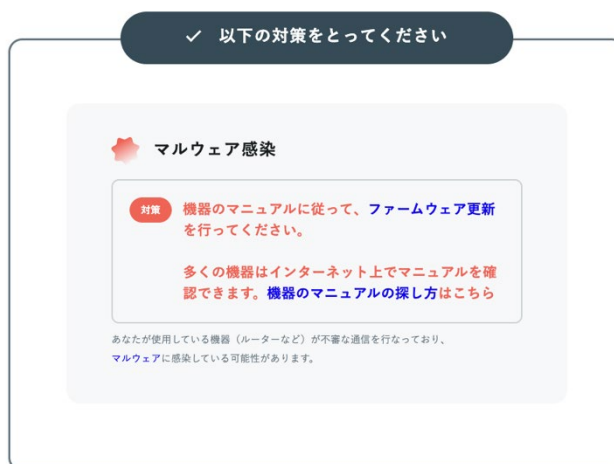 ✓ 以下の対策をとってください
マルウェア感染
対策
機器のマニュアルに従って、ファームウェア更新
を行ってください。
多くの機器はインターネット上でマニュアルを確
認できます。機器のマニュアルの探し方はこちら
あなたが使用している機器（ルーターなど）が不審な通信を行なっており、
マルウェアに感染している可能性があります。